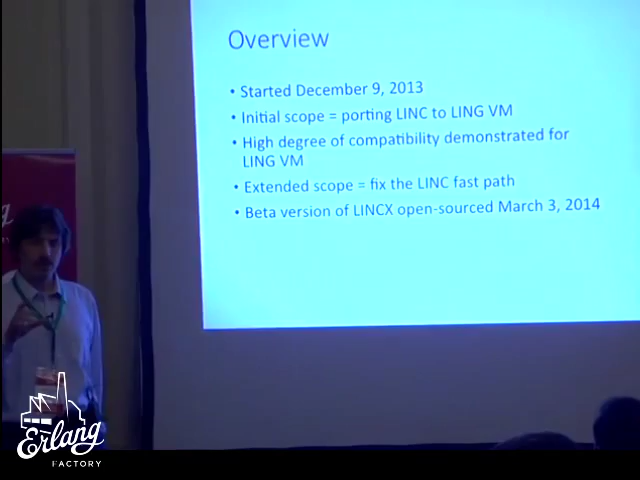 Overview
• Started December 9, 2013
• Initial scope = porting LINC to LING VM
• High degree of compatibility demonstrated for
LING VM
• Extended scope = fix the LINC fast path
• Beta version of LINCX open-sourced March 3, 2014
Erlang
FACTORY